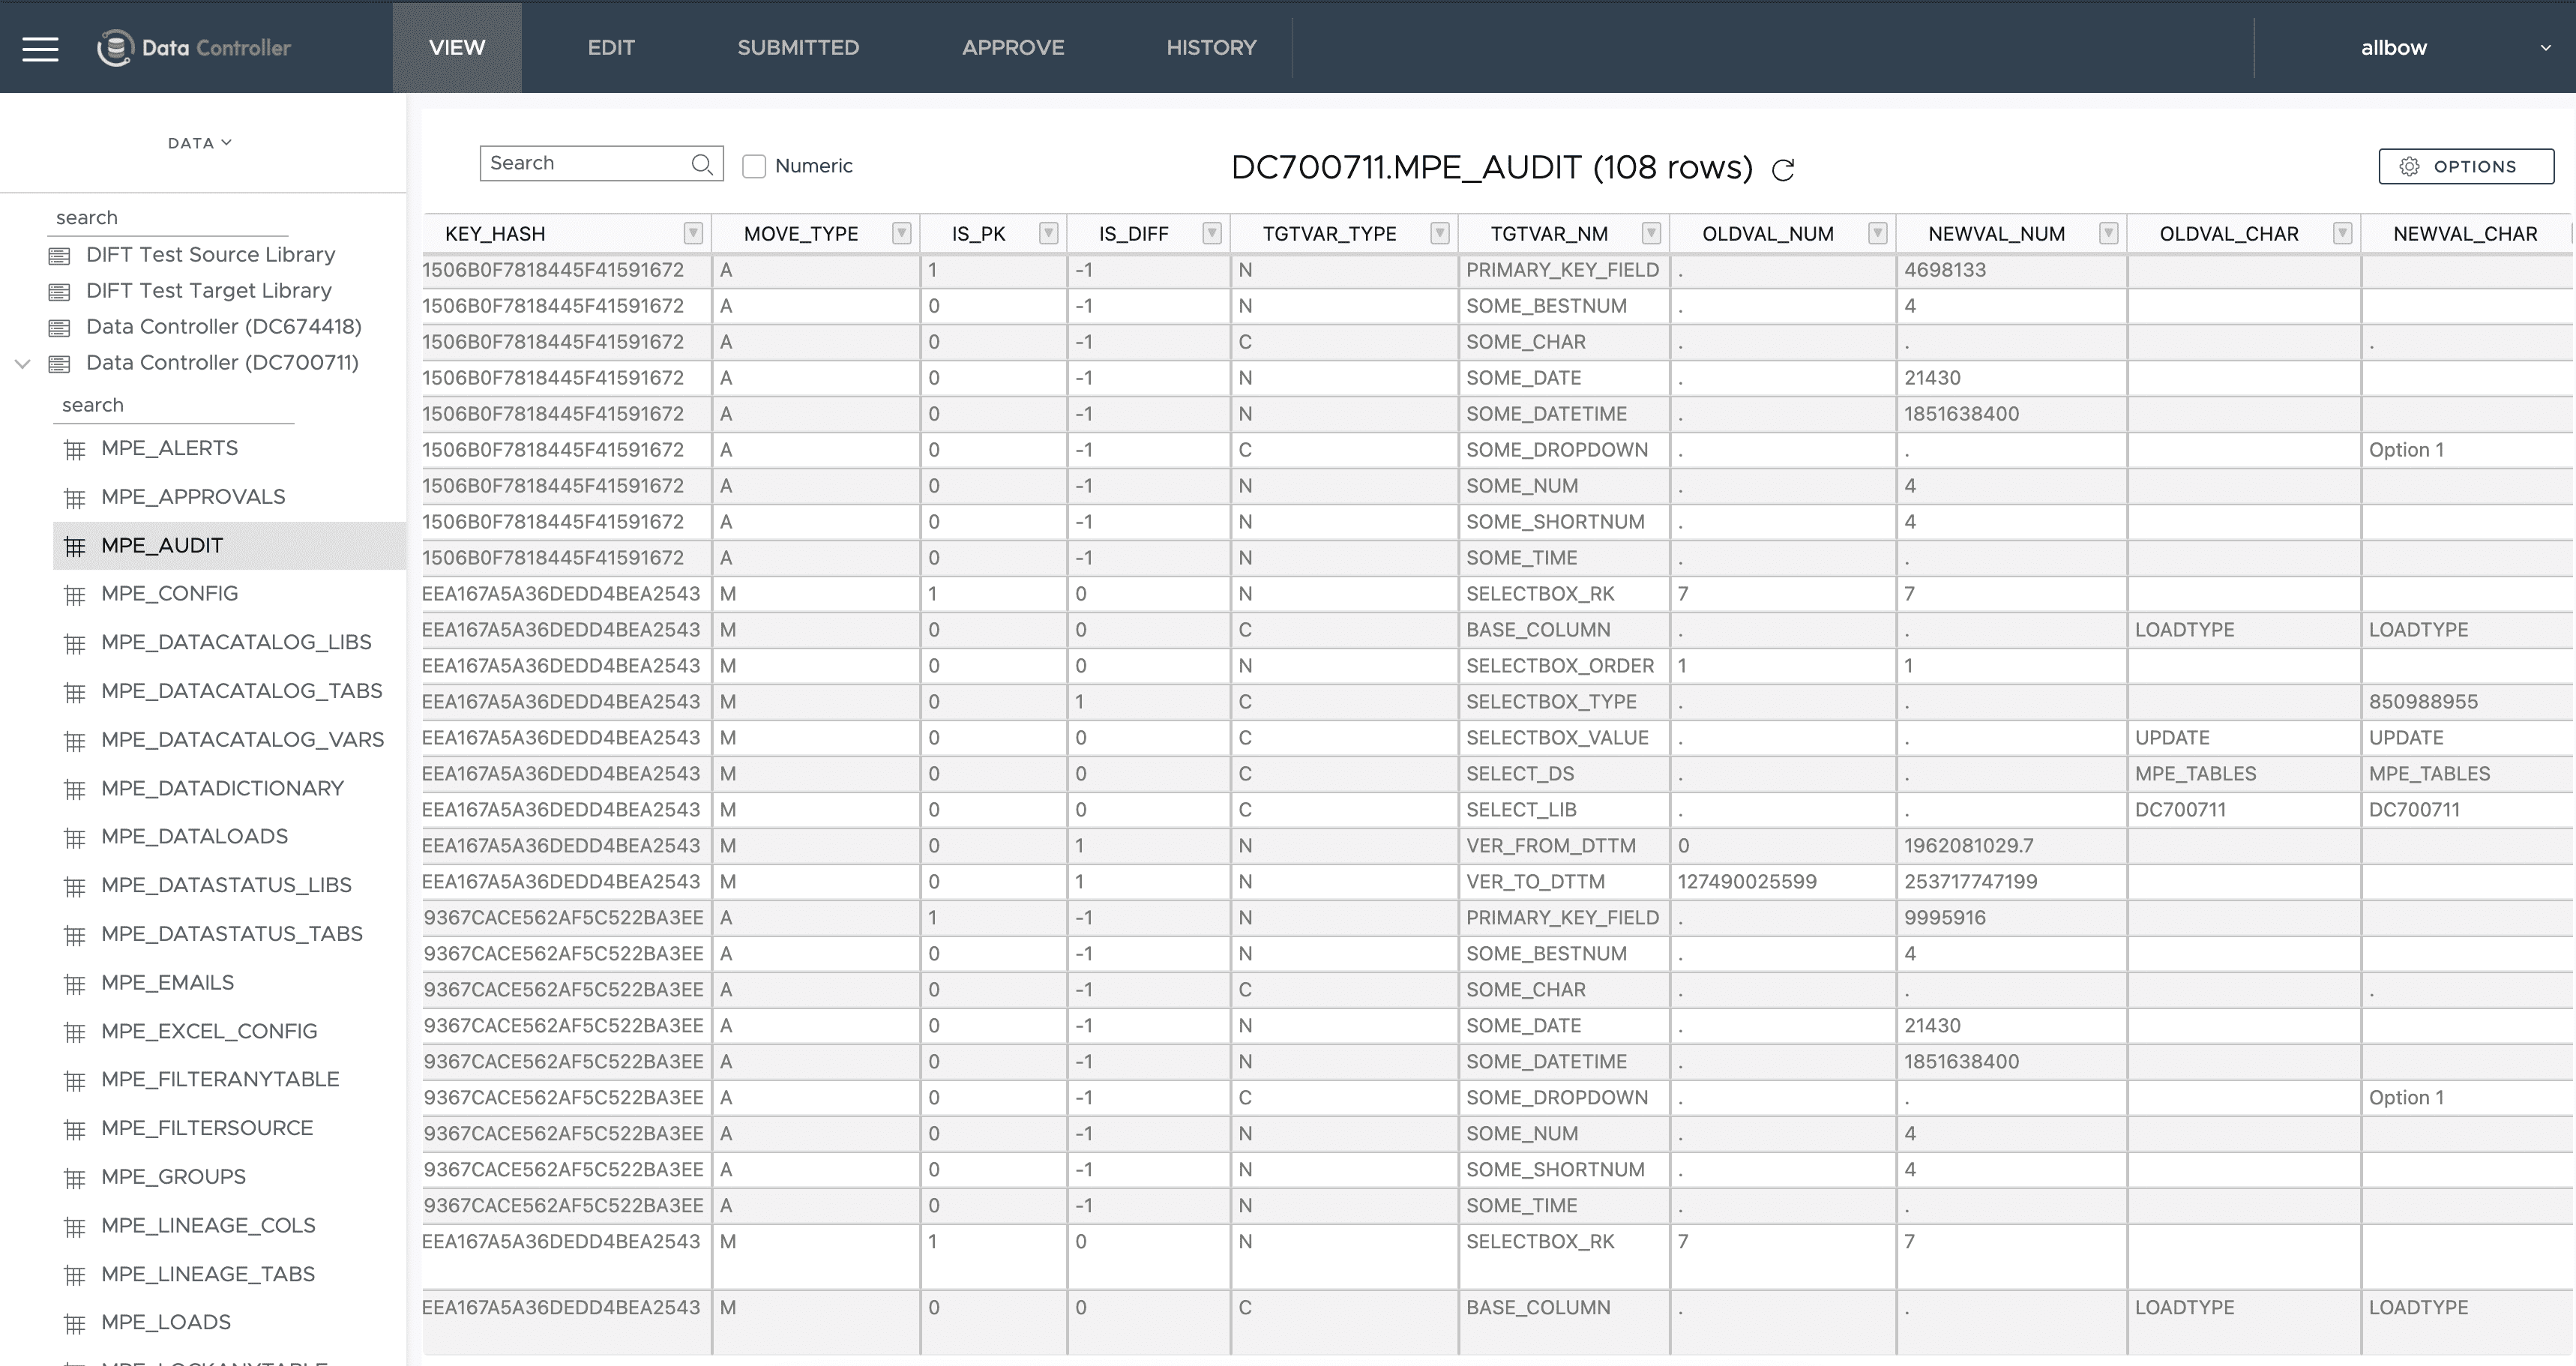 Data Controller VIEW EDIT SUBMITTED APPROVE HISTORY allbow
DATA
search
DIFT Test Source Library
DIFT Test Target Library
Data Controller (DC674418)
Data Controller (DC700711)
search
MPE_ALERTS
MPE_APPROVALS
MPE_AUDIT
MPE_CONFIG
MPE_DATACATALOG_LIBS
MPE_DATACATALOG_TABS
MPE_DATACATALOG_VARS
MPE_DATADICTIONARY
MPE_DATALOADS
MPE_DATASTATUS_LIBS
MPE_DATASTATUS_TABS
MPE_EMAILS
MPE_EXCEL_CONFIG
MPE_FILTERANYTABLE
MPE_FILTERSOURCE
MPE_GROUPS
MPE_LINEAGE_COLS
MPE_LINEAGE_TABS
MPE_LOADS
Search Numeric DC700711.MPE_AUDIT (108 rows) OPTIONS
KEY_HASH MOVE_TYPE IS_PK IS_DIFF TGTVAR_TYPE TGTVAR_NM OLDVAL_NUM NEWVAL_NUM OLDVAL_CHAR NEWVAL_CHAR
1506B0F7818445F41591672 A 1 -1 N PRIMARY_KEY_FIELD . 4698133
1506B0F7818445F41591672 A 0 -1 N SOME_BESTNUM . 4
1506B0F7818445F41591672 A 0 -1 C SOME_CHAR . . .
1506B0F7818445F41591672 A 0 -1 N SOME_DATE . 21430
1506B0F7818445F41591672 A 0 -1 N SOME_DATETIME . 1851638400
1506B0F7818445F41591672 A 0 -1 C SOME_DROPDOWN . . Option 1
1506B0F7818445F41591672 A 0 -1 N SOME_NUM . 4
1506B0F7818445F41591672 A 0 -1 N SOME_SHORTNUM . 4
1506B0F7818445F41591672 A 0 -1 N SOME_TIME . .
EEA167A5A36DEDD4BEA2543 M 1 0 N SELECTBOX_RK 7 7
EEA167A5A36DEDD4BEA2543 M 0 0 C BASE_COLUMN . . LOADTYPE LOADTYPE
EEA167A5A36DEDD4BEA2543 M 0 0 N SELECTBOX_ORDER 1 1
EEA167A5A36DEDD4BEA2543 M 0 1 C SELECTBOX_TYPE . . 850988955
EEA167A5A36DEDD4BEA2543 M 0 0 C SELECTBOX_VALUE . . UPDATE UPDATE
EEA167A5A36DEDD4BEA2543 M 0 0 C SELECT_DS . . MPE_TABLES MPE_TABLES
EEA167A5A36DEDD4BEA2543 M 0 0 C SELECT_LIB . . DC700711 DC700711
EEA167A5A36DEDD4BEA2543 M 0 1 N VER_FROM_DTTM 0 1962081029.7
EEA167A5A36DEDD4BEA2543 M 0 1 N VER_TO_DTTM 127490025599 253717747199
9367CACE562AF5C522BA3EE A 1 -1 N PRIMARY_KEY_FIELD . 9995916
9367CACE562AF5C522BA3EE A 0 -1 N SOME_BESTNUM . 4
9367CACE562AF5C522BA3EE A 0 -1 C SOME_CHAR . . .
9367CACE562AF5C522BA3EE A 0 -1 N SOME_DATE . 21430
9367CACE562AF5C522BA3EE A 0 -1 N SOME_DATETIME . 1851638400
9367CACE562AF5C522BA3EE A 0 -1 C SOME_DROPDOWN . . Option 1
9367CACE562AF5C522BA3EE A 0 -1 N SOME_NUM . 4
9367CACE562AF5C522BA3EE A 0 -1 N SOME_SHORTNUM . 4
9367CACE562AF5C522BA3EE A 0 -1 N SOME_TIME . .
EEA167A5A36DEDD4BEA2543 M 1 0 N SELECTBOX_RK 7 7
EEA167A5A36DEDD4BEA2543 M 0 0 C BASE_COLUMN . . LOADTYPE LOADTYPE